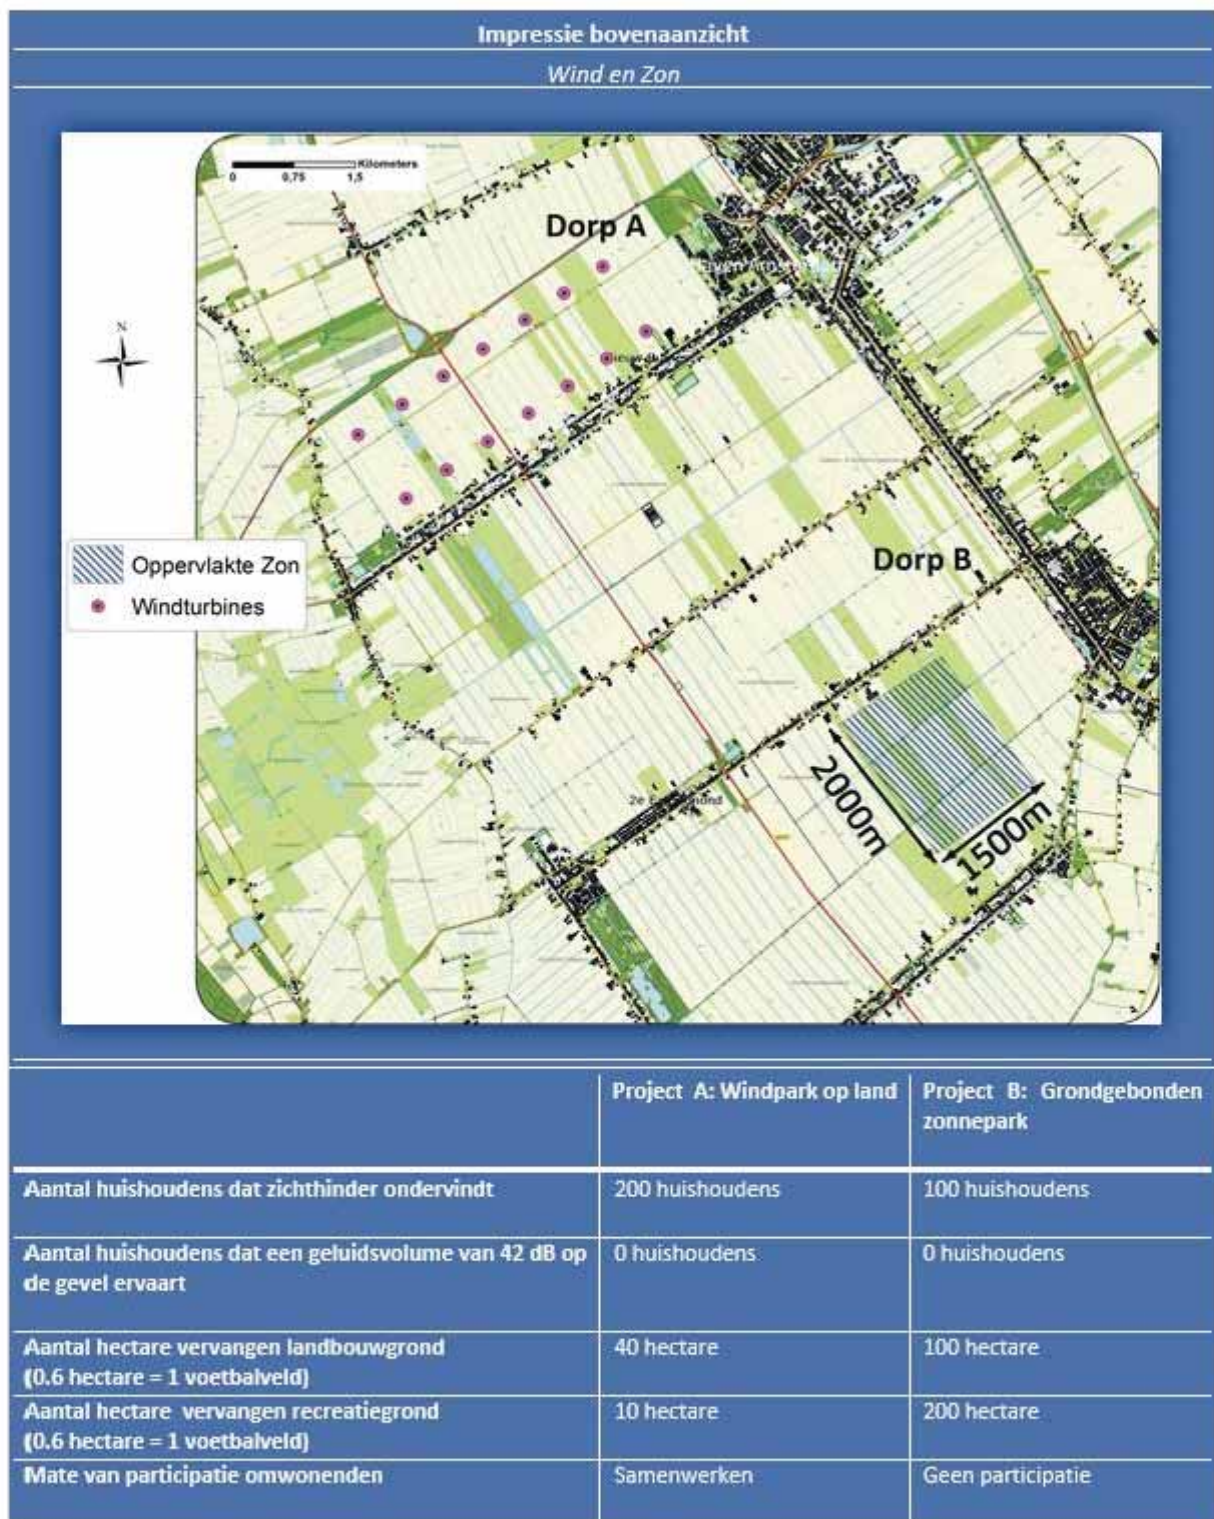 Impressie bovenaanzicht
Wind en Zon
Kilometers
0 0,75 1,5
Dorp A
N
Dorp B
Oppervlakte Zon
Windturbines
2000m
1500m
Project A: Windpark op land
Project B: Grondgebonden
zonnepark
Aantal huishoudens dat zichthinder ondervindt
200 huishoudens
100 huishoudens
Aantal huishoudens dat een geluidsvolume van 42 dB op
de gevel ervaart
0 huishoudens
0 huishoudens
Aantal hectare vervangen landbouwgrond
(0.6 hectare = 1 voetbalveld)
40 hectare
100 hectare
Aantal hectare vervangen recreatiegrond
(0.6 hectare = 1 voetbalveld)
10 hectare
200 hectare
Mate van participatie omwonenden
Samenwerken
Geen participatie